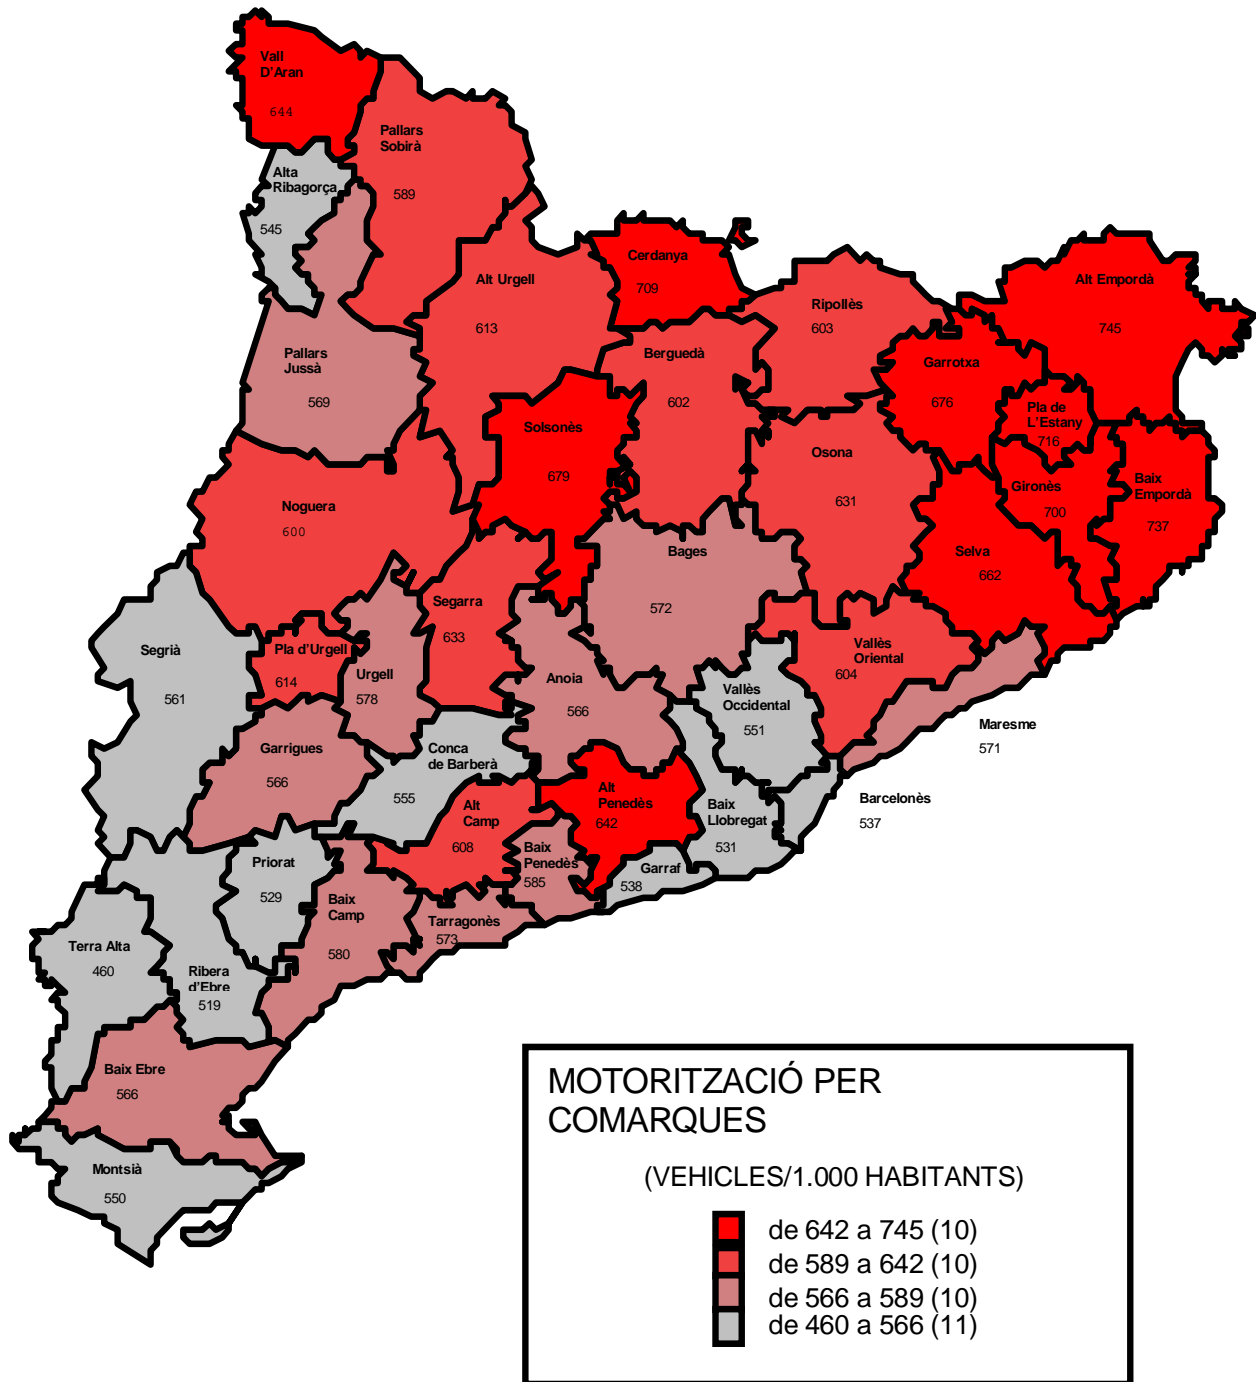 Vall
D'Aran
644
Pallars
Sobirà
589
Alta
Ribagorça
545
Cerdanya
709
Alt Urgell
613
Ripollès
603
Alt Empordà
745
Pallars
Jussà
569
Berguedà
602
Garrotxa
676
Pla de
L'Estany
716
Solsonès
679
Osona
631
Gironès
700
Baix
Empordà
737
Noguera
600
Bages
572
Selva
662
Segarra
633
Segrià
561
Pla d'Urgell
614
Urgell
578
Anoia
566
Vallès
Oriental
604
Vallès
Occidental
551
Maresme
571
Garrigues
566
Conca
de Barberà
555
Alt
Penedès
642
Baix
Llobregat
531
Barcelonès
537
Alt
Camp
608
Baix
Penedès
585
Garraf
538
Priorat
529
Baix
Camp
580
Tarragonès
573
Terra Alta
460
Ribera
d'Ebre
519
Baix Ebre
566
Montsià
550
MOTORITZACIÓ PER
COMARQUES
(VEHICLES/1.000 HABITANTS)
de 642 a 745 (10)
de 589 a 642 (10)
de 566 a 589 (10)
de 460 a 566 (11)